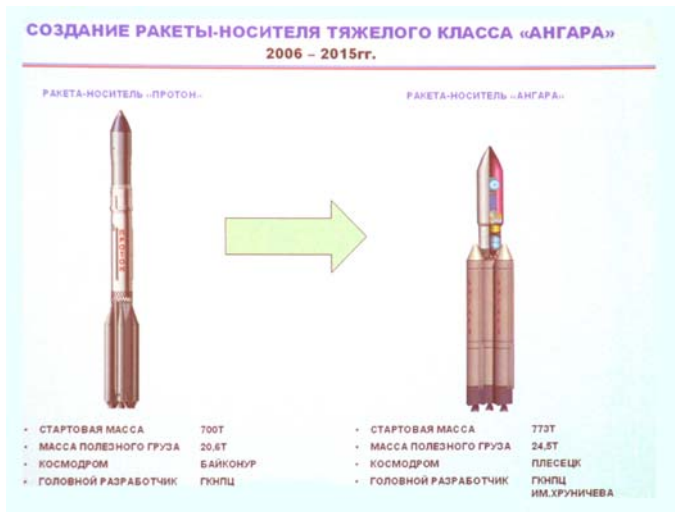 СОЗДАНИЕ РАКЕТЫ-НОСИТЕЛЯ ТЯЖЕЛОГО КЛАССА «АНГАРА»
2006 – 2015гг.
РАКЕТА-НОСИТЕЛЬ «ПРОТОН»
РАКЕТА-НОСИТЕЛЬ «АНГАРА»
• СТАРТОВАЯ МАССА 700Т
• МАССА ПОЛЕЗНОГО ГРУЗА 20,6Т
• КОСМОДРОМ БАЙКОНУР
• ГОЛОВНОЙ РАЗРАБОТЧИК ГКНПЦ
• СТАРТОВАЯ МАССА 773Т
• МАССА ПОЛЕЗНОГО ГРУЗА 24,5Т
• КОСМОДРОМ ПЛЕСЕЦК
• ГОЛОВНОЙ РАЗРАБОТЧИК ГКНПЦ
ИМ.ХРУНИЧЕВА